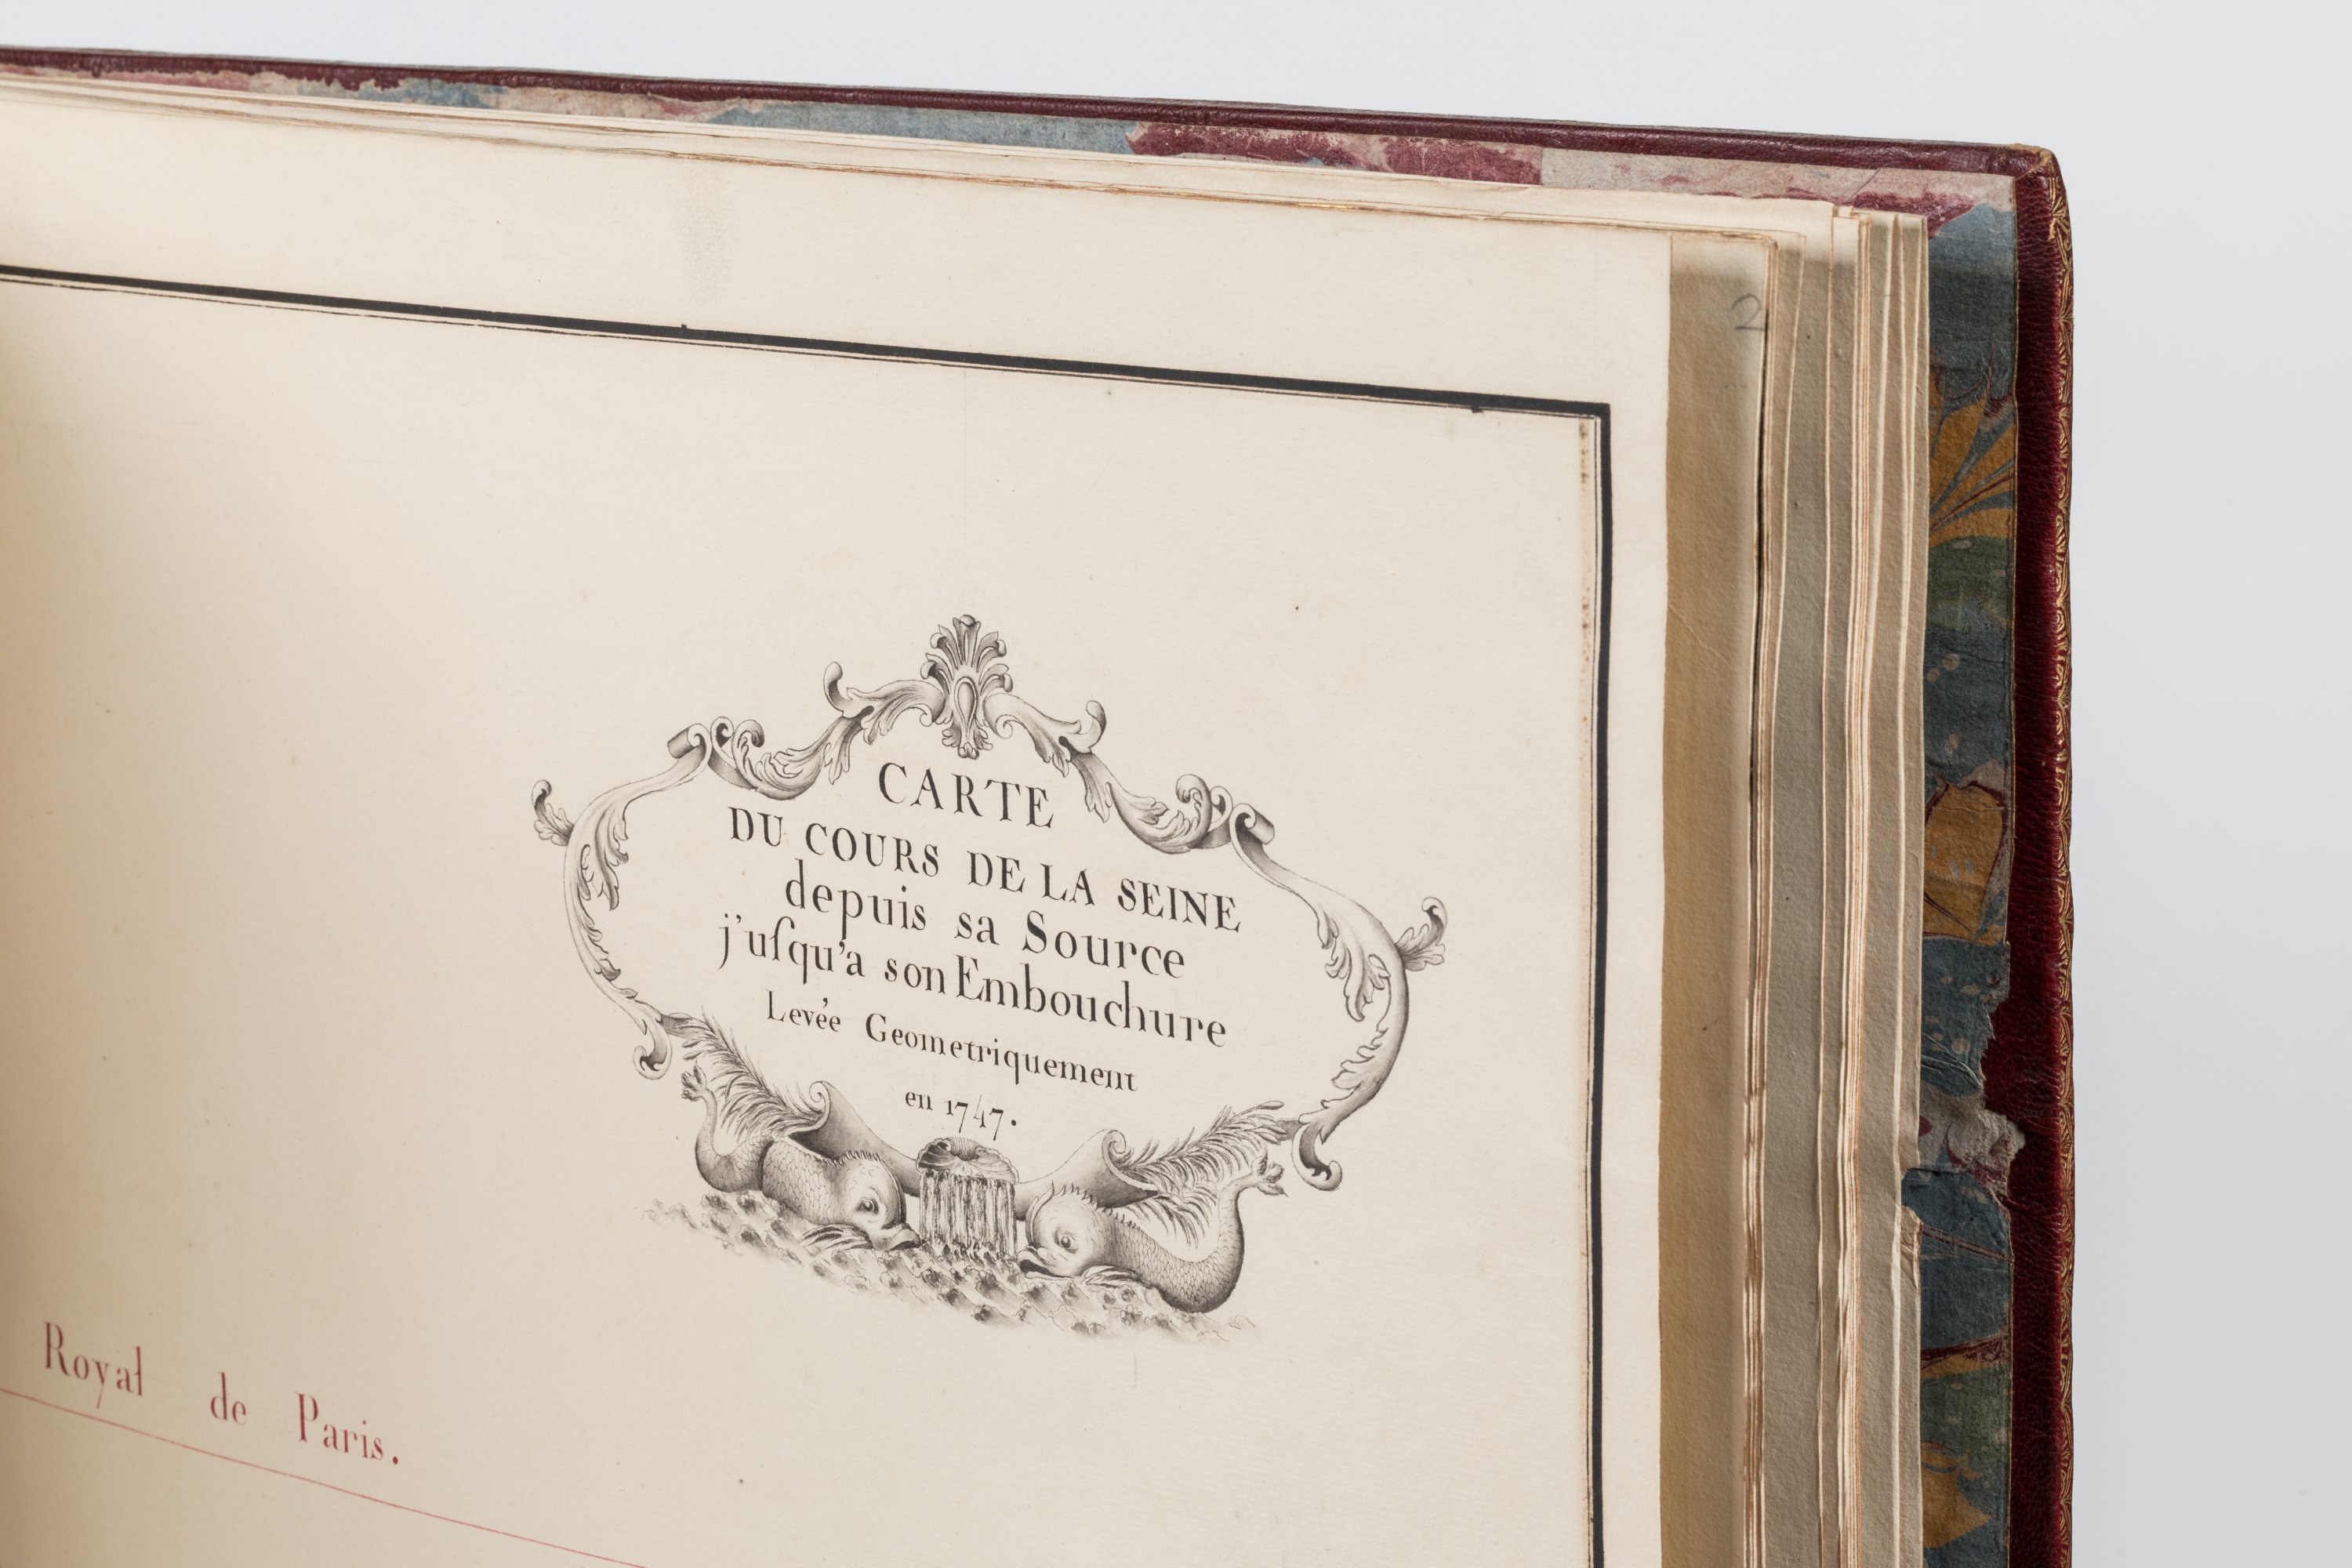 2
CARTE
DU COURS DE LA SEINE
depuis sa Source
j'uſqu'a son Embouchure
Levée Geometriquement
en 1747.
Royal de Paris.